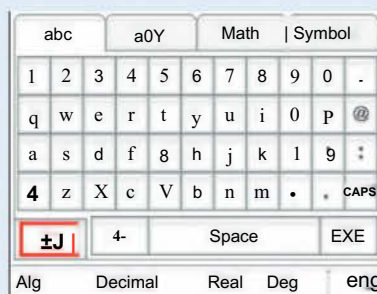 abc a0Y Math | Symbol
1 2 3 4 5 6 7 8 9 0 .
q w e r t y u i 0 P @
a s d f 8 h j k l 9 :
4 z X c V b n m • . CAPS
±J 4- Space EXE
Alg Decimal Real Deg eng